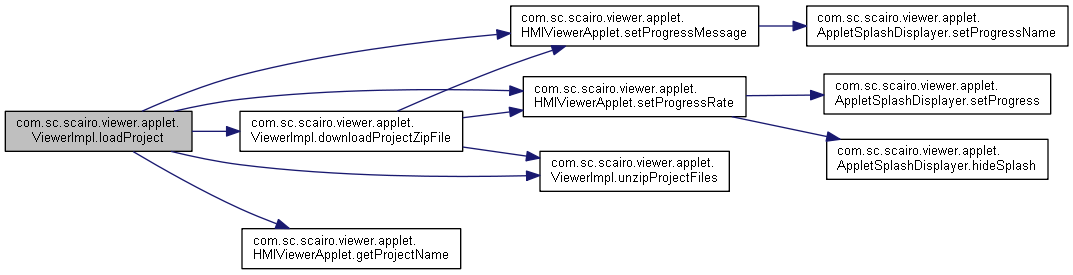 com.sc.scairo.viewer.applet.
ViewerImpl.loadProject
com.sc.scairo.viewer.applet.
ViewerImpl.downloadProjectZipFile
com.sc.scairo.viewer.applet.
HMIViewerApplet.getProjectName
com.sc.scairo.viewer.applet.
HMIViewerApplet.setProgressMessage
com.sc.scairo.viewer.applet.
HMIViewerApplet.setProgressRate
com.sc.scairo.viewer.applet.
ViewerImpl.unzipProjectFiles
com.sc.scairo.viewer.applet.
AppletSplashDisplayer.setProgressName
com.sc.scairo.viewer.applet.
AppletSplashDisplayer.setProgress
com.sc.scairo.viewer.applet.
AppletSplashDisplayer.hideSplash